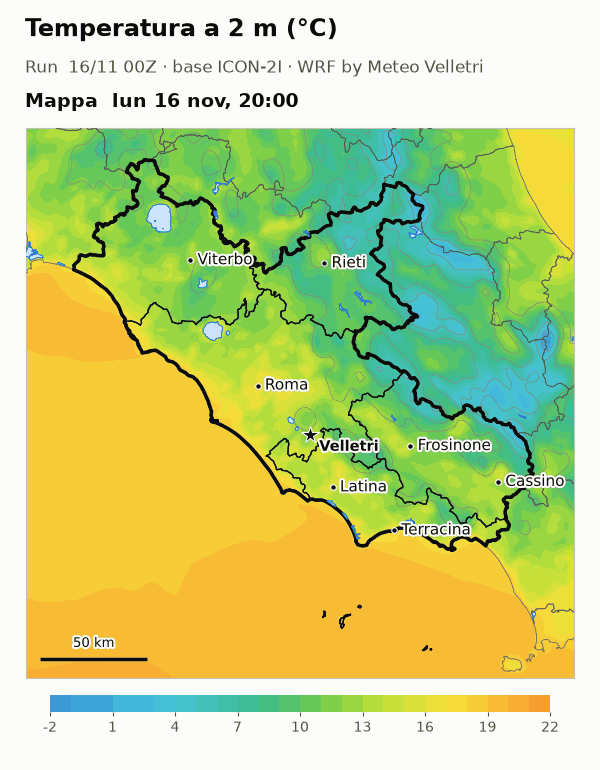 Temperatura a 2 m (°C)
Run  16/11 00Z · base ICON-2I · WRF by Meteo Velletri
Mappa  lun 16 nov, 20:00
Viterbo
Rieti
Roma
Velletri
Frosinone
Cassino
Latina
Terracina
50 km
-2 1 4 7 10 13 16 19 22